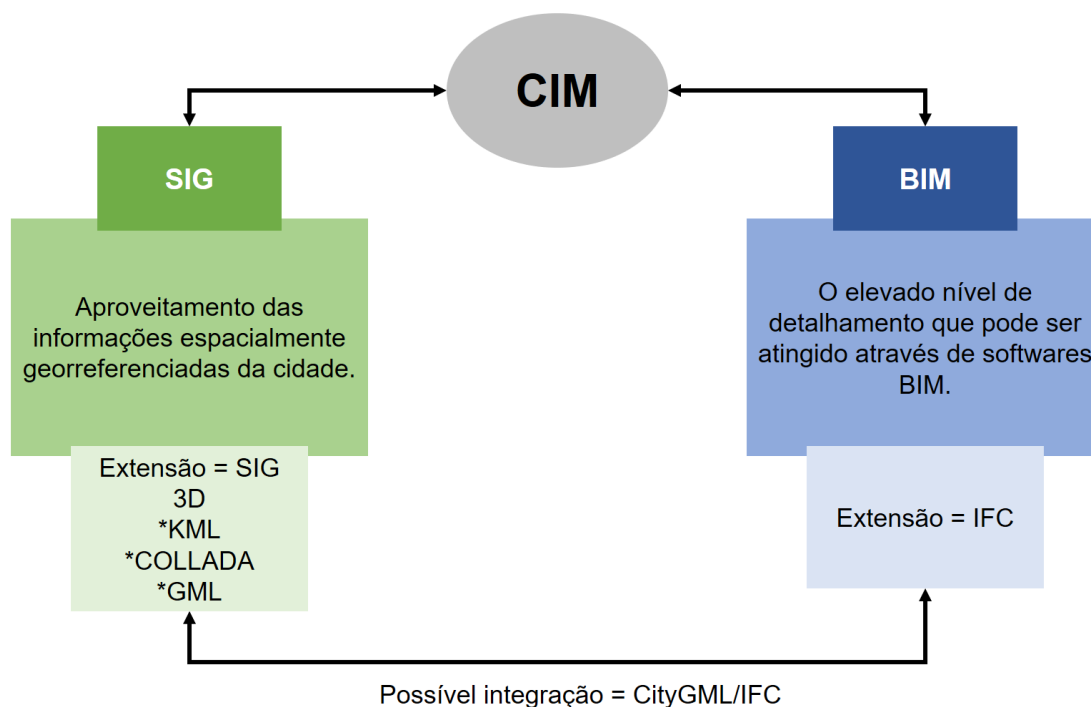 CIM
SIG
Aproveitamento das
informações espacialmente
georreferenciadas da cidade.
Extensão = SIG
3D
*KML
*COLLADA
*GML
BIM
O elevado nível de
detalhamento que pode ser
atingido através de softwares
BIM.
Extensão = IFC
Possível integração = CityGML/IFC